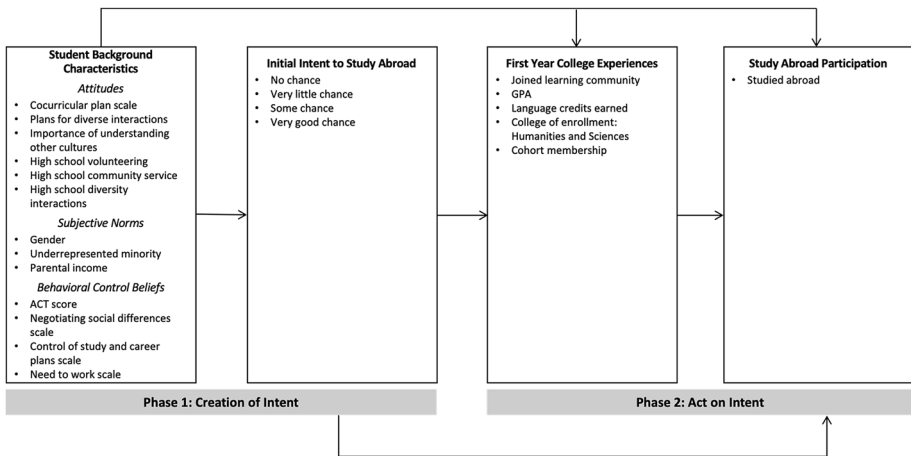 Student Background
Characteristics
Attitudes
• Cocurricular plan scale
• Plans for diverse interactions
• Importance of understanding
other cultures
• High school volunteering
• High school community service
• High school diversity
interactions
Subjective Norms
• Gender
• Underrepresented minority
• Parental income
Behavioral Control Beliefs
• ACT score
• Negotiating social differences
scale
• Control of study and career
plans scale
• Need to work scale
Initial Intent to Study Abroad
• No chance
• Very little chance
• Some chance
• Very good chance
First Year College Experiences
• Joined learning community
• GPA
• Language credits earned
• College of enrollment:
Humanities and Sciences
• Cohort membership
Study Abroad Participation
• Studied abroad
Phase 1: Creation of Intent
Phase 2: Act on Intent